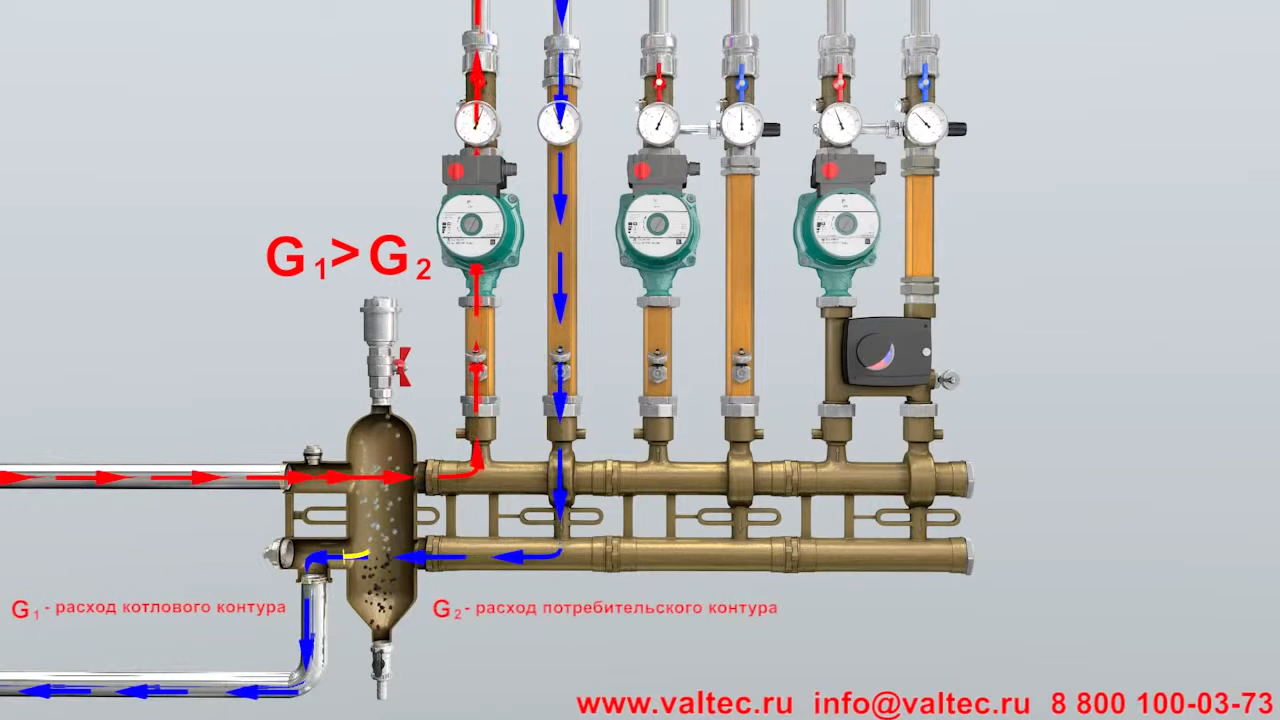 G1>G2
G1 - расход котлового контура
G2 - расход потребительского контура
www.valtec.ru info@valtec.ru 8 800 100-03-73